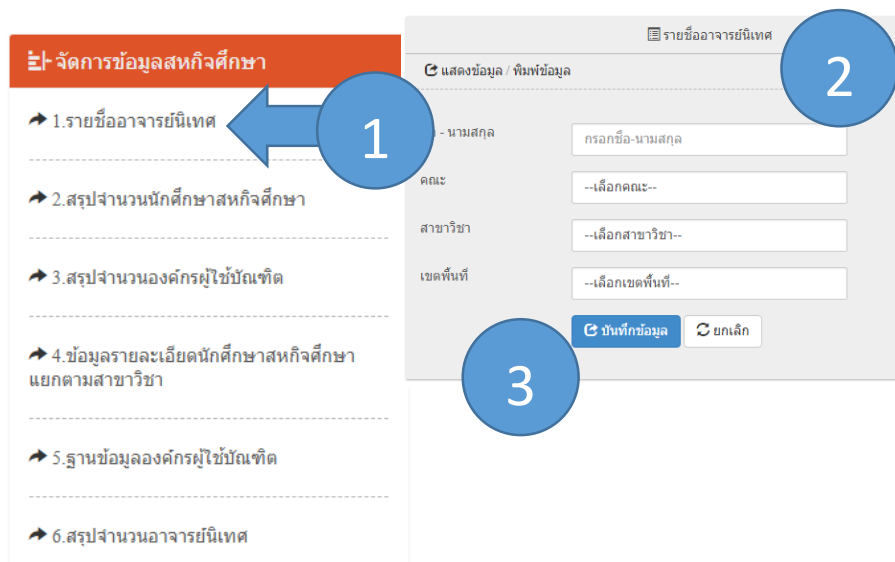 จัดการข้อมูลสหกิจศึกษา
1.รายชื่ออาจารย์นิเทศ
2.สรุปจำนวนนักศึกษาสหกิจศึกษา
3.สรุปจำนวนองค์กรผู้ใช้บัณฑิต
4.ข้อมูลรายละเอียดนักศึกษาสหกิจศึกษา
แยกตามสาขาวิชา
5.ฐานข้อมูลองค์กรผู้ใช้บัณฑิต
6.สรุปจำนวนอาจารย์นิเทศ
1
รายชื่ออาจารย์นิเทศ
2
แสดงข้อมูล / พิมพ์ข้อมูล
- นามสกุล
กรอกชื่อ-นามสกุล
คณะ
--เลือกคณะ--
สาขาวิชา
--เลือกสาขาวิชา--
เขตพื้นที่
--เลือกเขตพื้นที่--
บันทึกข้อมูล
ยกเลิก
3